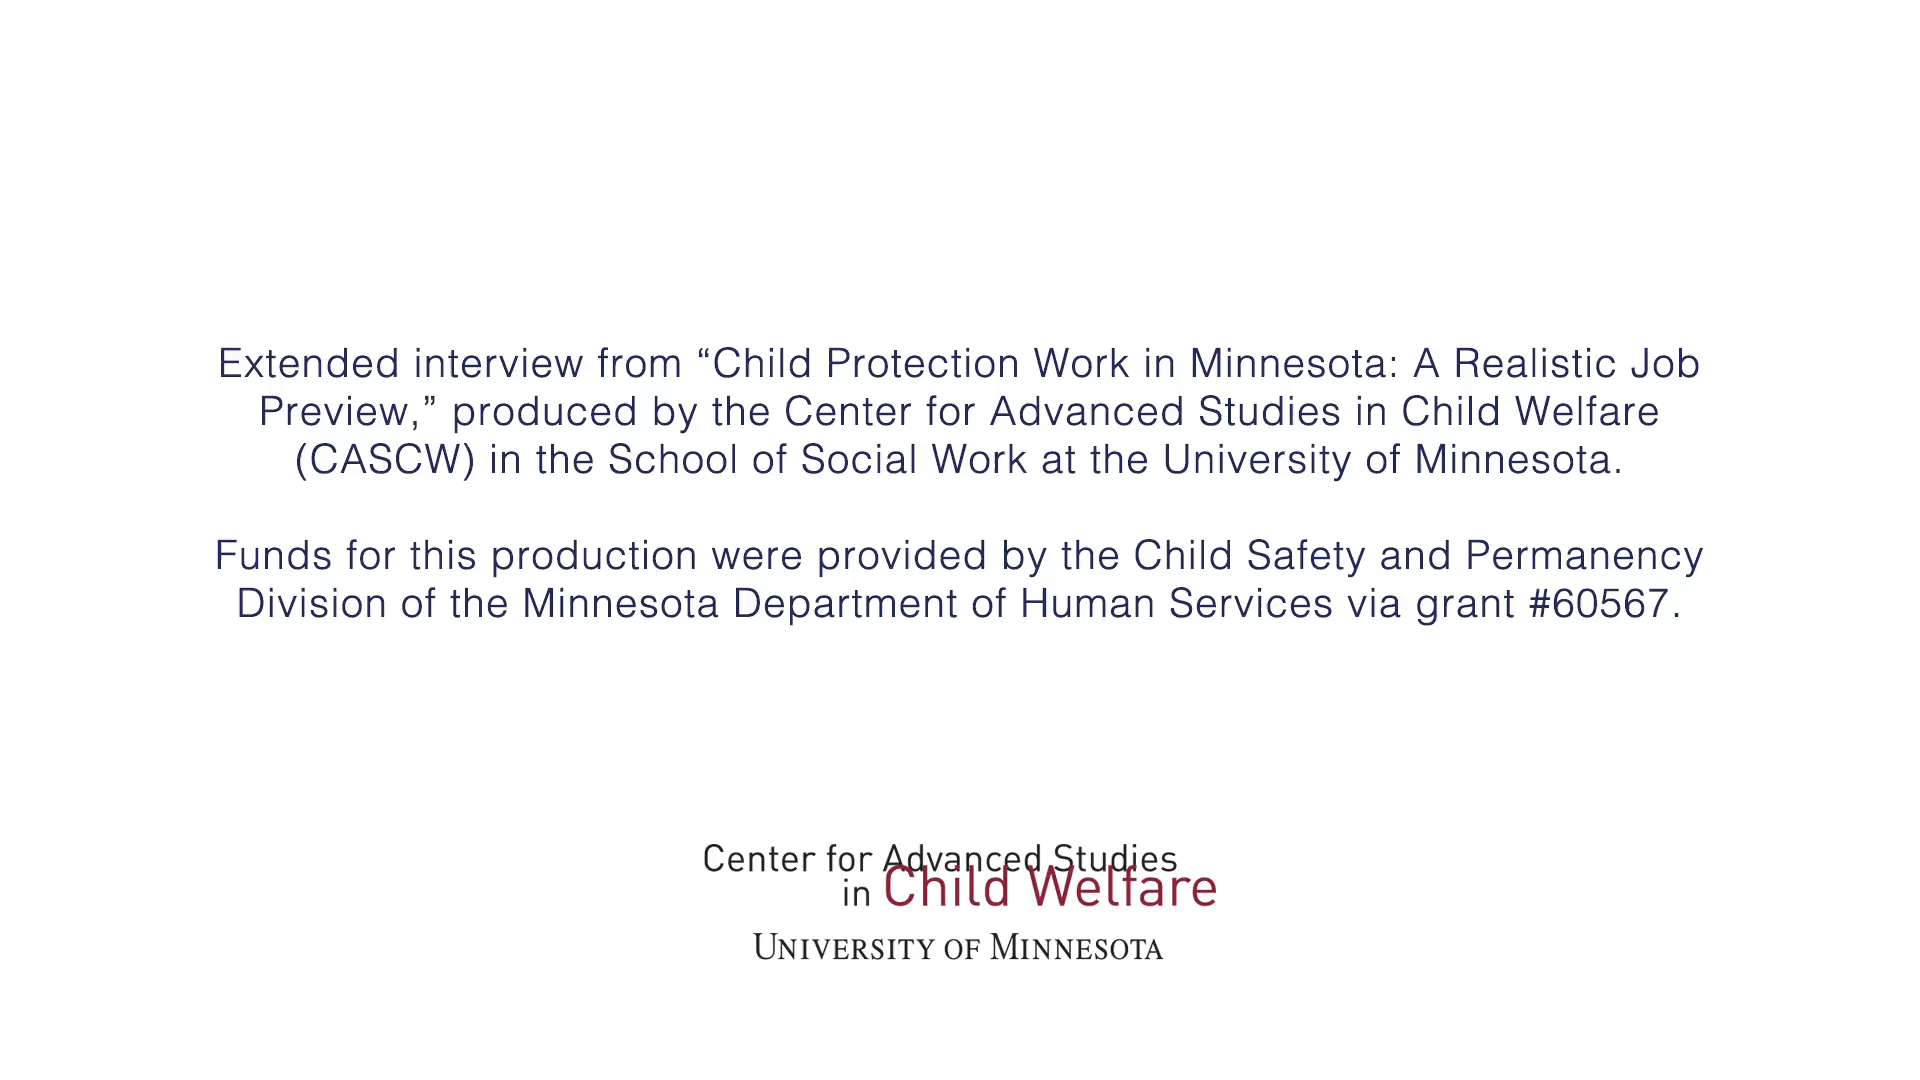 Extended interview from “Child Protection Work in Minnesota: A Realistic Job
Preview,” produced by the Center for Advanced Studies in Child Welfare
(CASCW) in the School of Social Work at the University of Minnesota.
Funds for this production were provided by the Child Safety and Permanency
Division of the Minnesota Department of Human Services via grant #60567.
Center for Advanced Studies
in Child Welfare
University of Minnesota